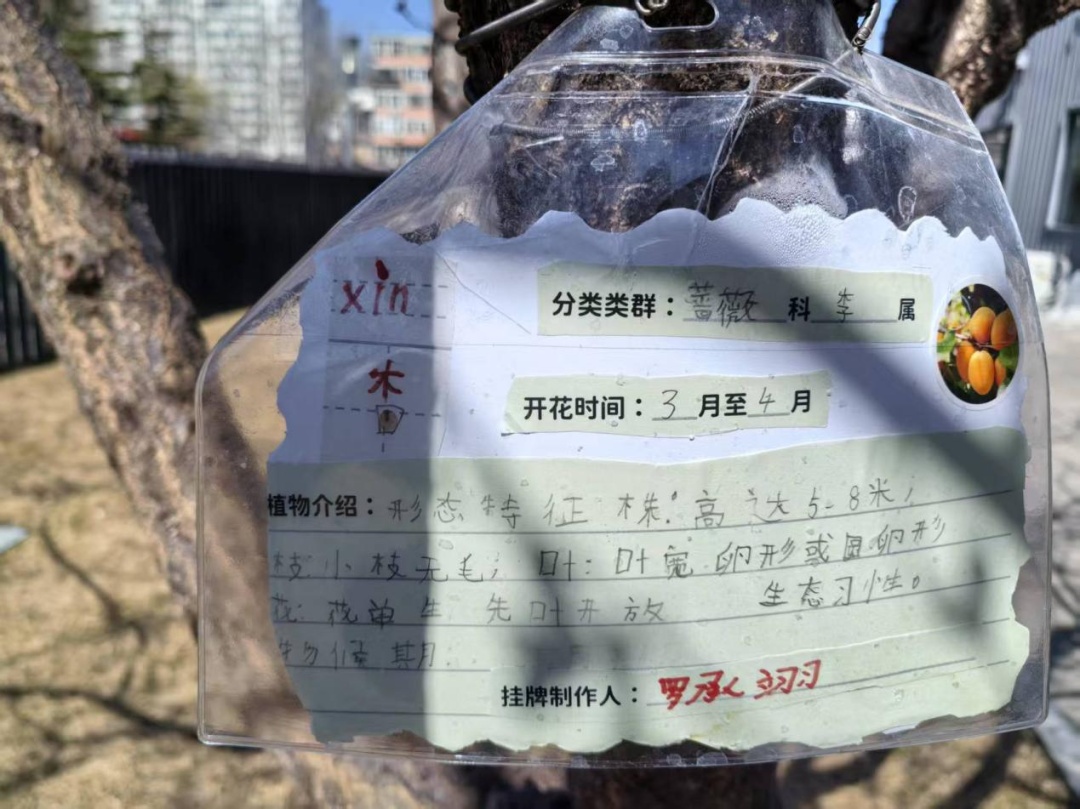 xin
杏
分类类群：蔷薇科李属
开花时间：3月至4月
植物介绍：形态特征 株：高达5-8米；
枝小枝无毛；叶：叶宽卵形或圆卵形
花：花单生 先叶开放 生态习性。
物候期：
挂牌制作人：罗承翊